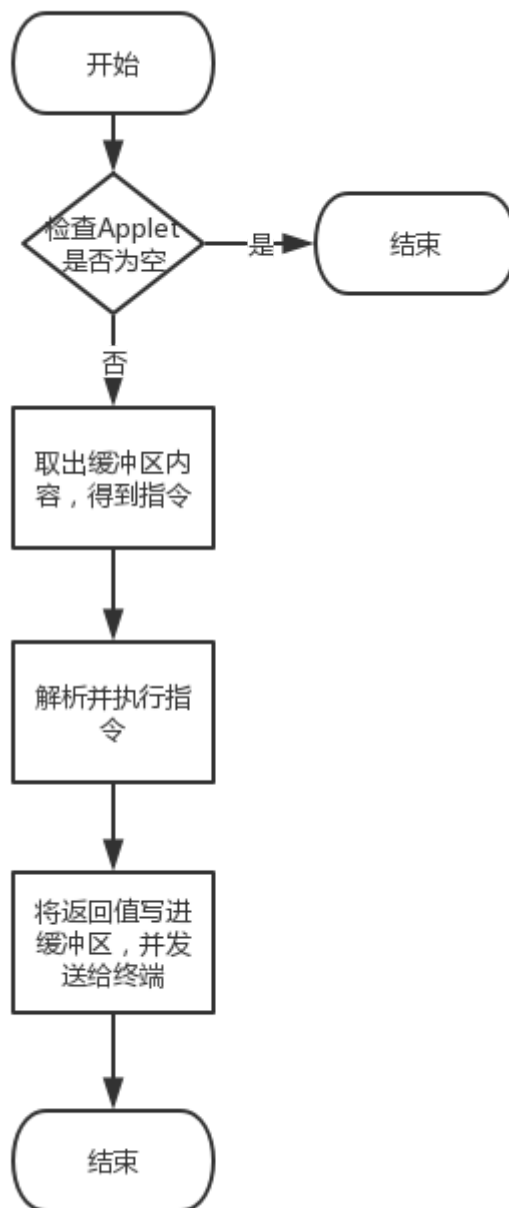 开始
检查Applet
是否为空
是
结束
否
取出缓冲区内
容，得到指令
解析并执行指
令
将返回值写进
缓冲区，并发
送给终端
结束